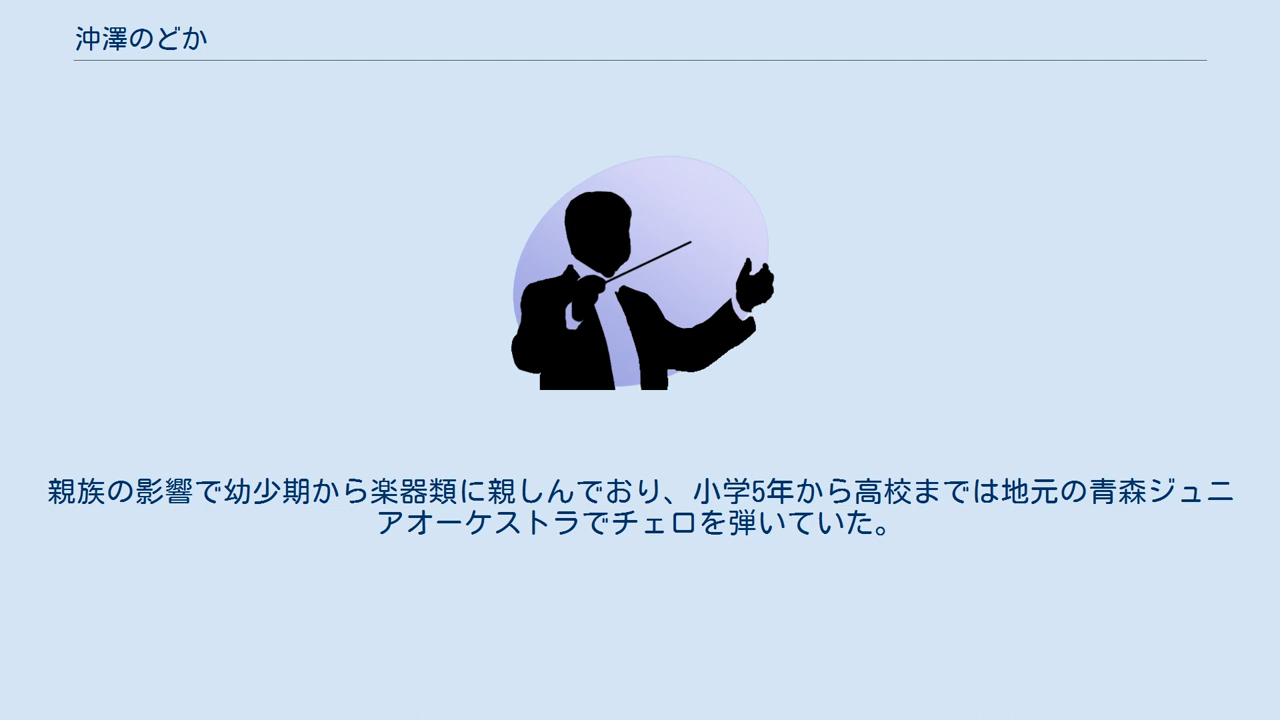 沖澤のどか
親族の影響で幼少期から楽器類に親しんでおり、小学5年から高校までは地元の青森ジュニ
アオーケストラでチェロを弾いていた。